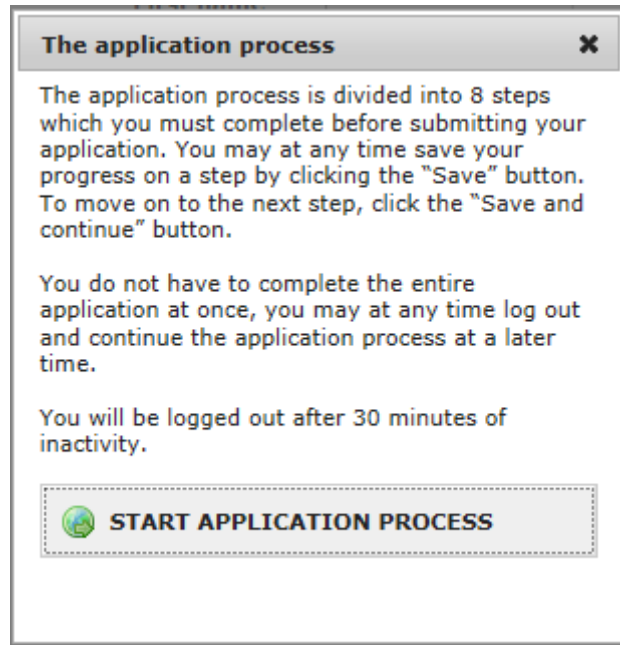 The application process
The application process is divided into 8 steps
which you must complete before submitting your
application. You may at any time save your
progress on a step by clicking the “Save” button.
To move on to the next step, click the “Save and
continue” button.
You do not have to complete the entire
application at once, you may at any time log out
and continue the application process at a later
time.
You will be logged out after 30 minutes of
inactivity.
START APPLICATION PROCESS